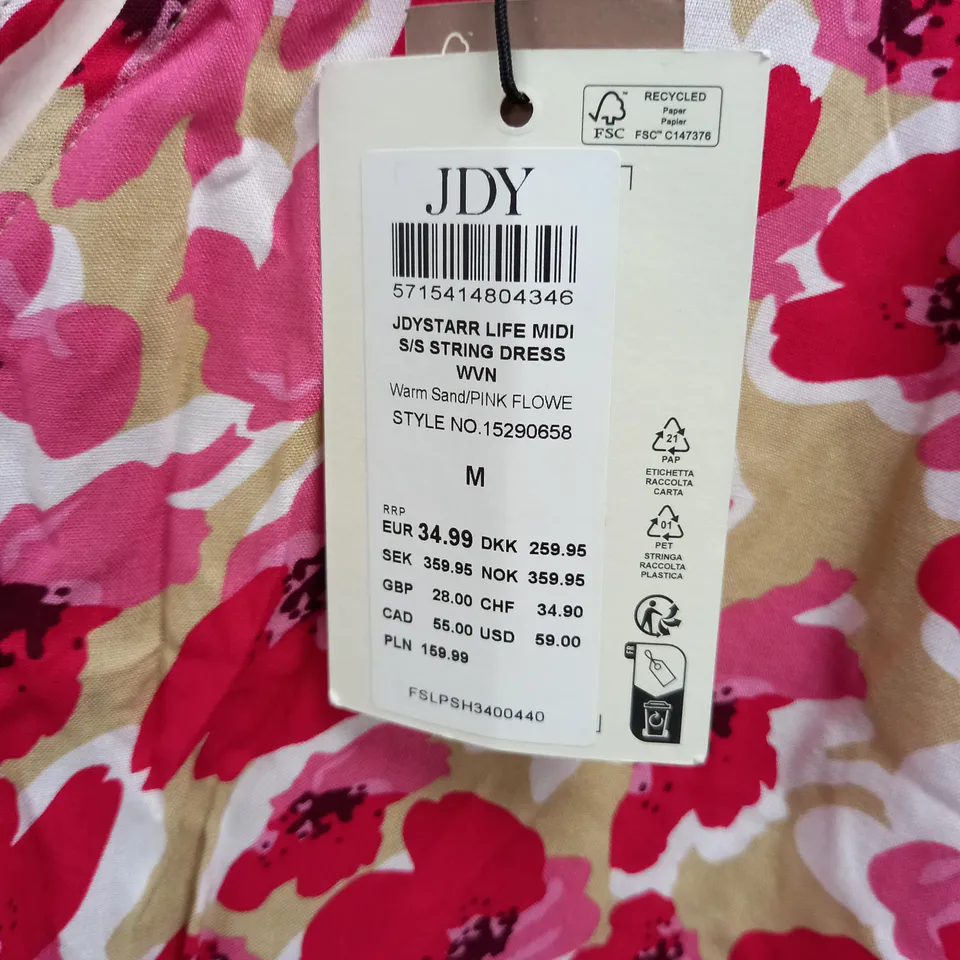 RECYCLED
Paper
Papier
FSC™ C147376
FSC™
JDY
5715414804346
JDYSTARR LIFE MIDI
S/S STRING DRESS
WVN
Warm Sand/PINK FLOWE
STYLE NO.15290658
M
RRP
EUR 34.99 DKK 259.95
SEK 359.95 NOK 359.95
GBP 28.00 CHF 34.90
CAD 55.00 USD 59.00
PLN 159.99
FSLPSH3400440
21
PAP
ETICHETTA
RACCOLTA
CARTA
01
PET
STRINGA
RACCOLTA
PLASTICA
FR